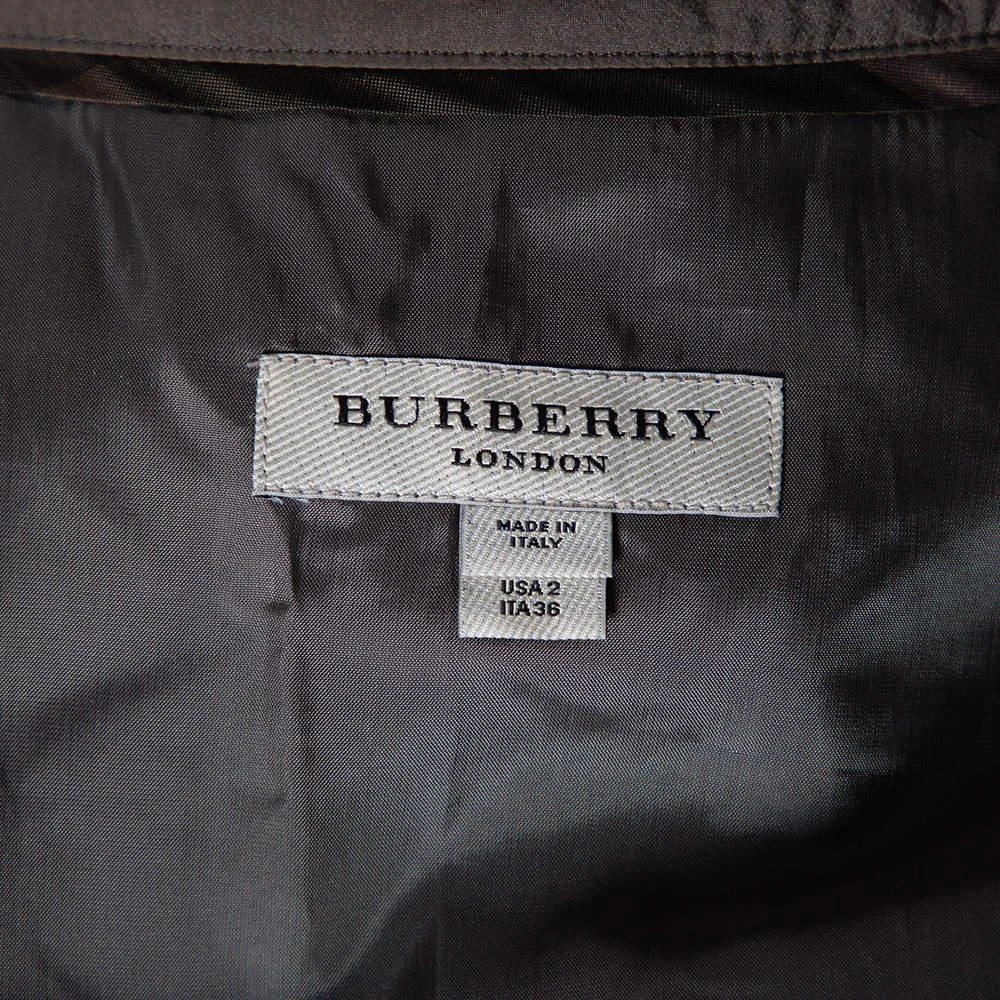 BURBERRY
LONDON
MADE IN
ITALY
USA 2
ITA 36